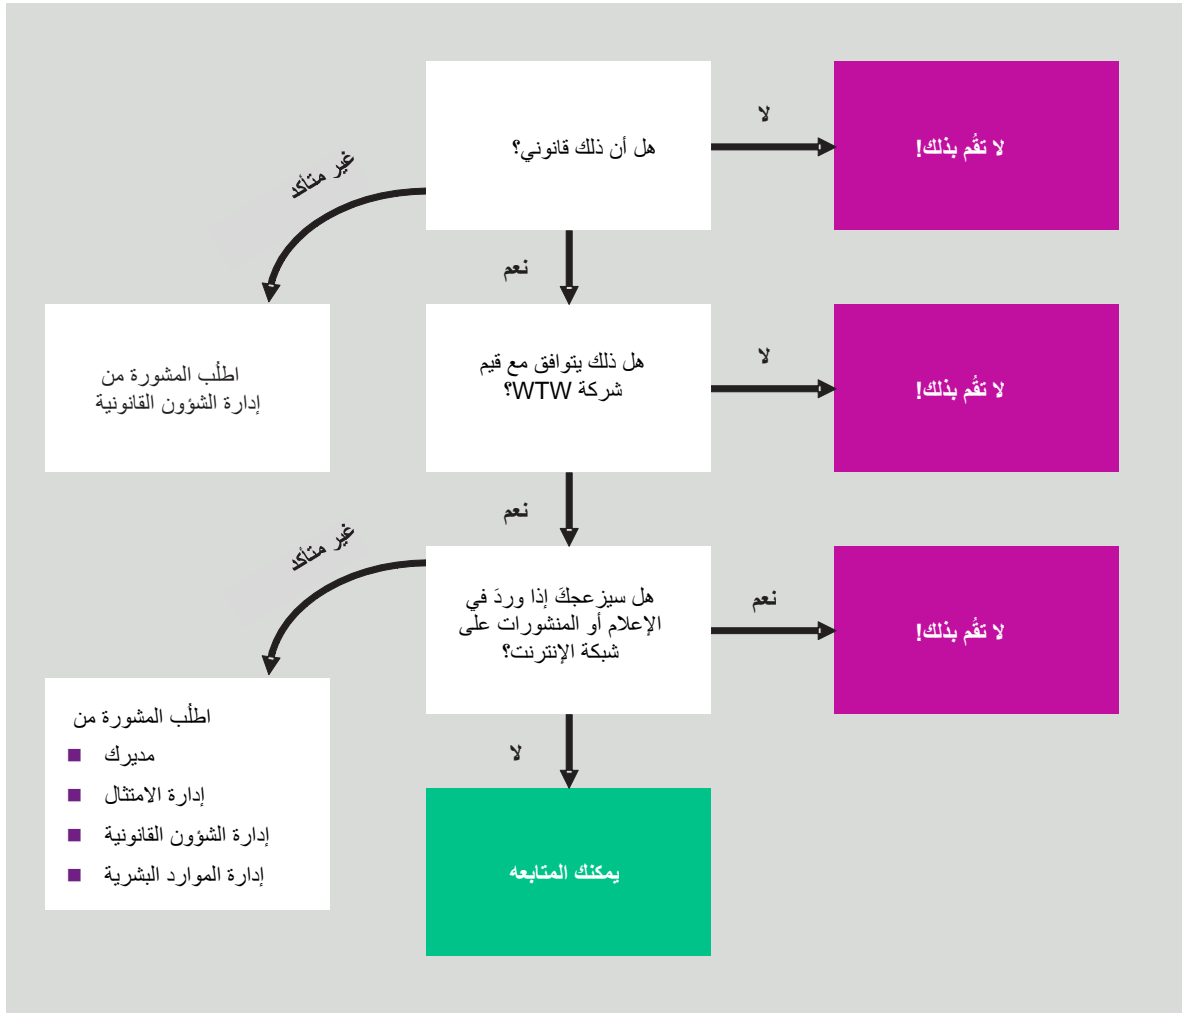 هل أن ذلك قانوني؟
لا
لا تقُم بذلك!
غير متأكد
نعم
اطلُب المشورة من
إدارة الشؤون القانونية
هل ذلك يتوافق مع قيم
شركة WTW؟
لا
لا تقُم بذلك!
نعم
غير متأكد
هل سيزعجكَ إذا وردَ في
الإعلام أو المنشورات على
شبكة الإنترنت؟
نعم
لا تقُم بذلك!
اطلُب المشورة من
مديرك
إدارة الامتثال
إدارة الشؤون القانونية
إدارة الموارد البشرية
لا
يمكنك المتابعه